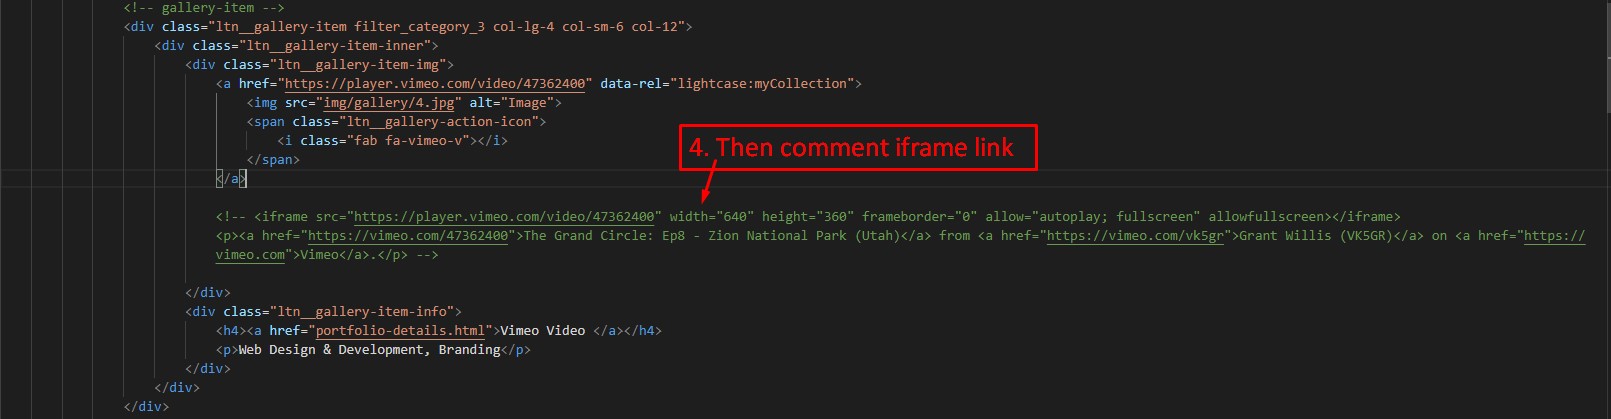 <!-- gallery-item -->
<div class="ltn__gallery-item filter_category_3 col-lg-4 col-sm-6 col-12">
<div class="ltn__gallery-item-inner">
<div class="ltn__gallery-item-img">
<a href="https://player.vimeo.com/video/47362400" data-rel="lightcase:myCollection">
<img src="img/gallery/4.jpg" alt="Image">
<span class="ltn__gallery-action-icon">
<i class="fab fa-vimeo-v"></i>
4. Then comment iframe link
</span>
</a>
<!-- <iframe src="https://player.vimeo.com/video/47362400" width="640" height="360" frameborder="0" allow="autoplay; fullscreen" allowfullscreen></iframe>
<p><a href="https://vimeo.com/47362400">The Grand Circle: Ep8 - Zion National Park (Utah)</a> from <a href="https://vimeo.com/vk5gr">Grant Willis (VK5GR)</a> on <a href="https://
vimeo.com">Vimeo</a>.</p> -->
</div>
<div class="ltn__gallery-item-info">
<h4><a href="portfolio-details.html">Vimeo Video </a></h4>
<p>Web Design & Development, Branding</p>
</div>
</div>
</div>